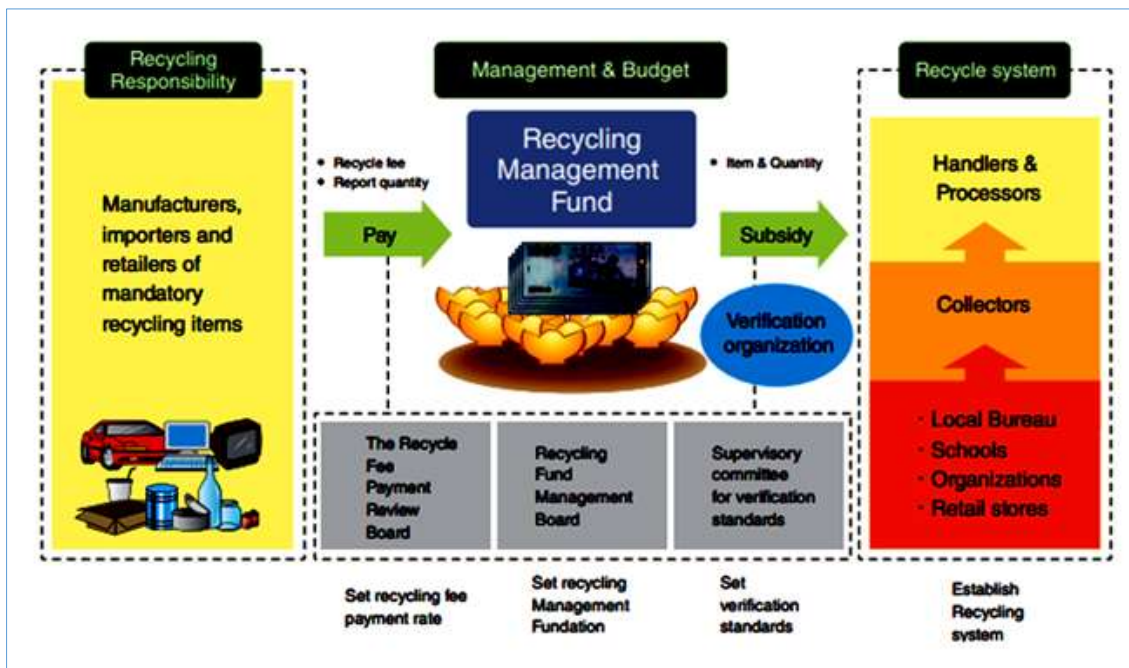 Recycling
Responsibility
Manufacturers,
importers and
retailers of
mandatory
recycling items
Management & Budget
• Recycle fee
• Report quantity
Pay
Recycling
Management
Fund
• Item & Quantity
Subsidy
Verification
organization
The Recycle
Fee
Payment
Review
Board
Recycling
Fund
Management
Board
Supervisory
committee
for verification
standards
Set recycling fee
payment rate
Set recycling
Management
Fundation
Set
verification
standards
Recycle system
Handlers &
Processors
Collectors
· Local Bureau
· Schools
· Organizations
· Retail stores
Establish
Recycling
system